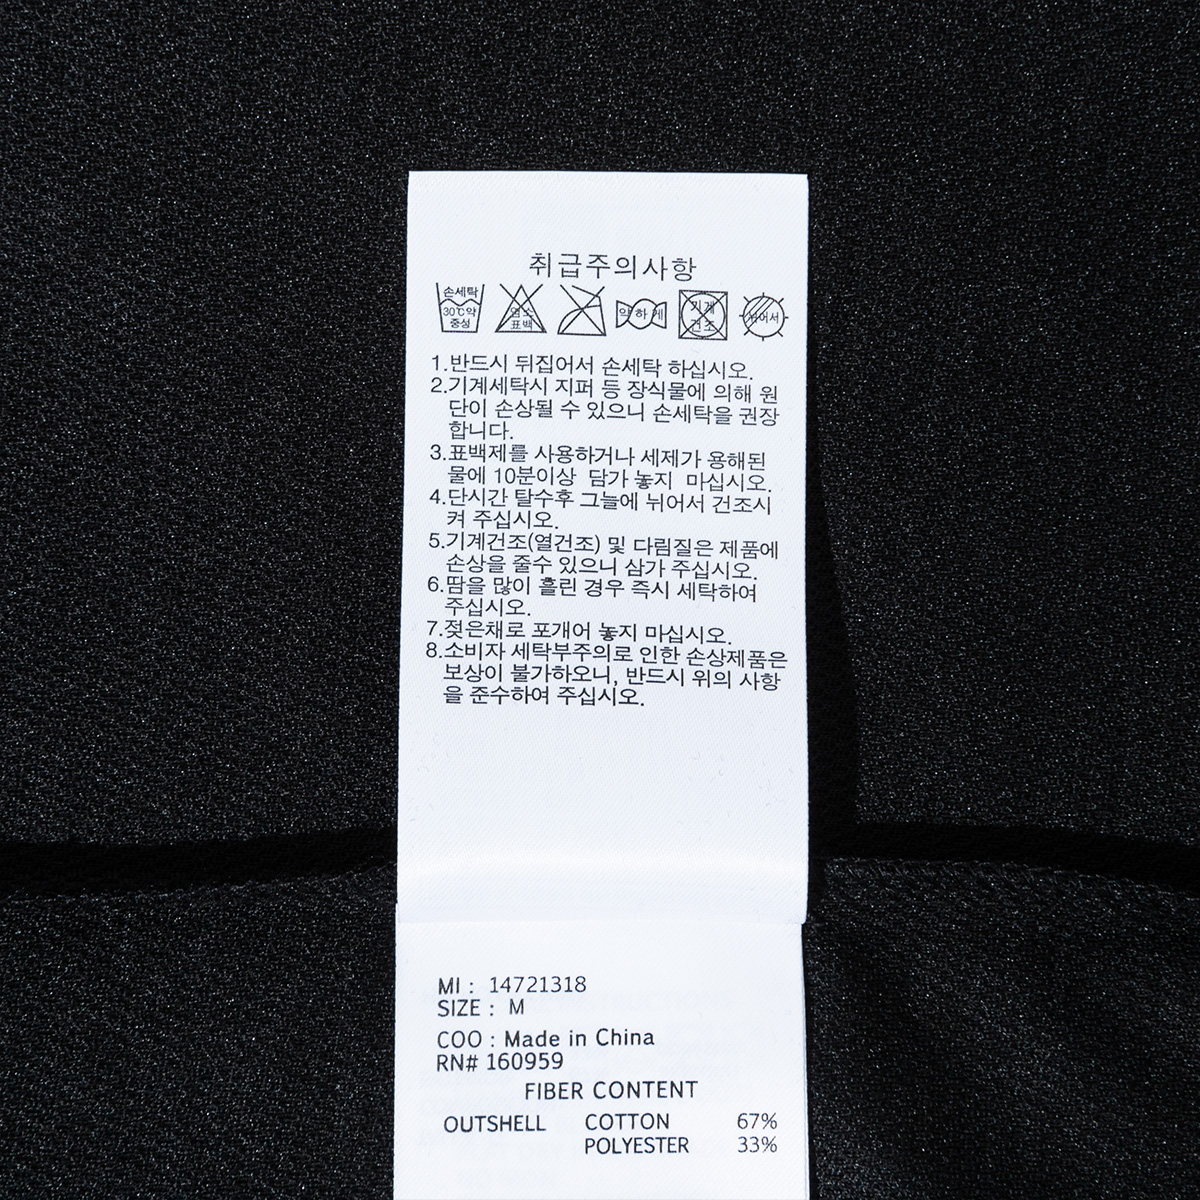 취급주의사항
손세탁
30℃약
중성
염소
표백
약하게
기계
건조
뉘어서
1.반드시 뒤집어서 손세탁 하십시오.
2.기계세탁시 지퍼 등 장식물에 의해 원
단이 손상될 수 있으니 손세탁을 권장
합니다.
3.표백제를 사용하거나 세제가 용해된
물에 10분이상 담가 놓지 마십시오.
4.단시간 탈수후 그늘에 뉘어서 건조시
켜 주십시오.
5.기계건조(열건조) 및 다림질은 제품에
손상을 줄수 있으니 삼가 주십시오.
6.땀을 많이 흘린 경우 즉시 세탁하여
주십시오.
7.젖은채로 포개어 놓지 마십시오.
8.소비자 세탁부주의로 인한 손상제품은
보상이 불가하오니, 반드시 위의 사항
을 준수하여 주십시오.
MI : 14721318
SIZE : M
COO : Made in China
RN# 160959
FIBER CONTENT
OUTSHELL COTTON 67%
POLYESTER 33%